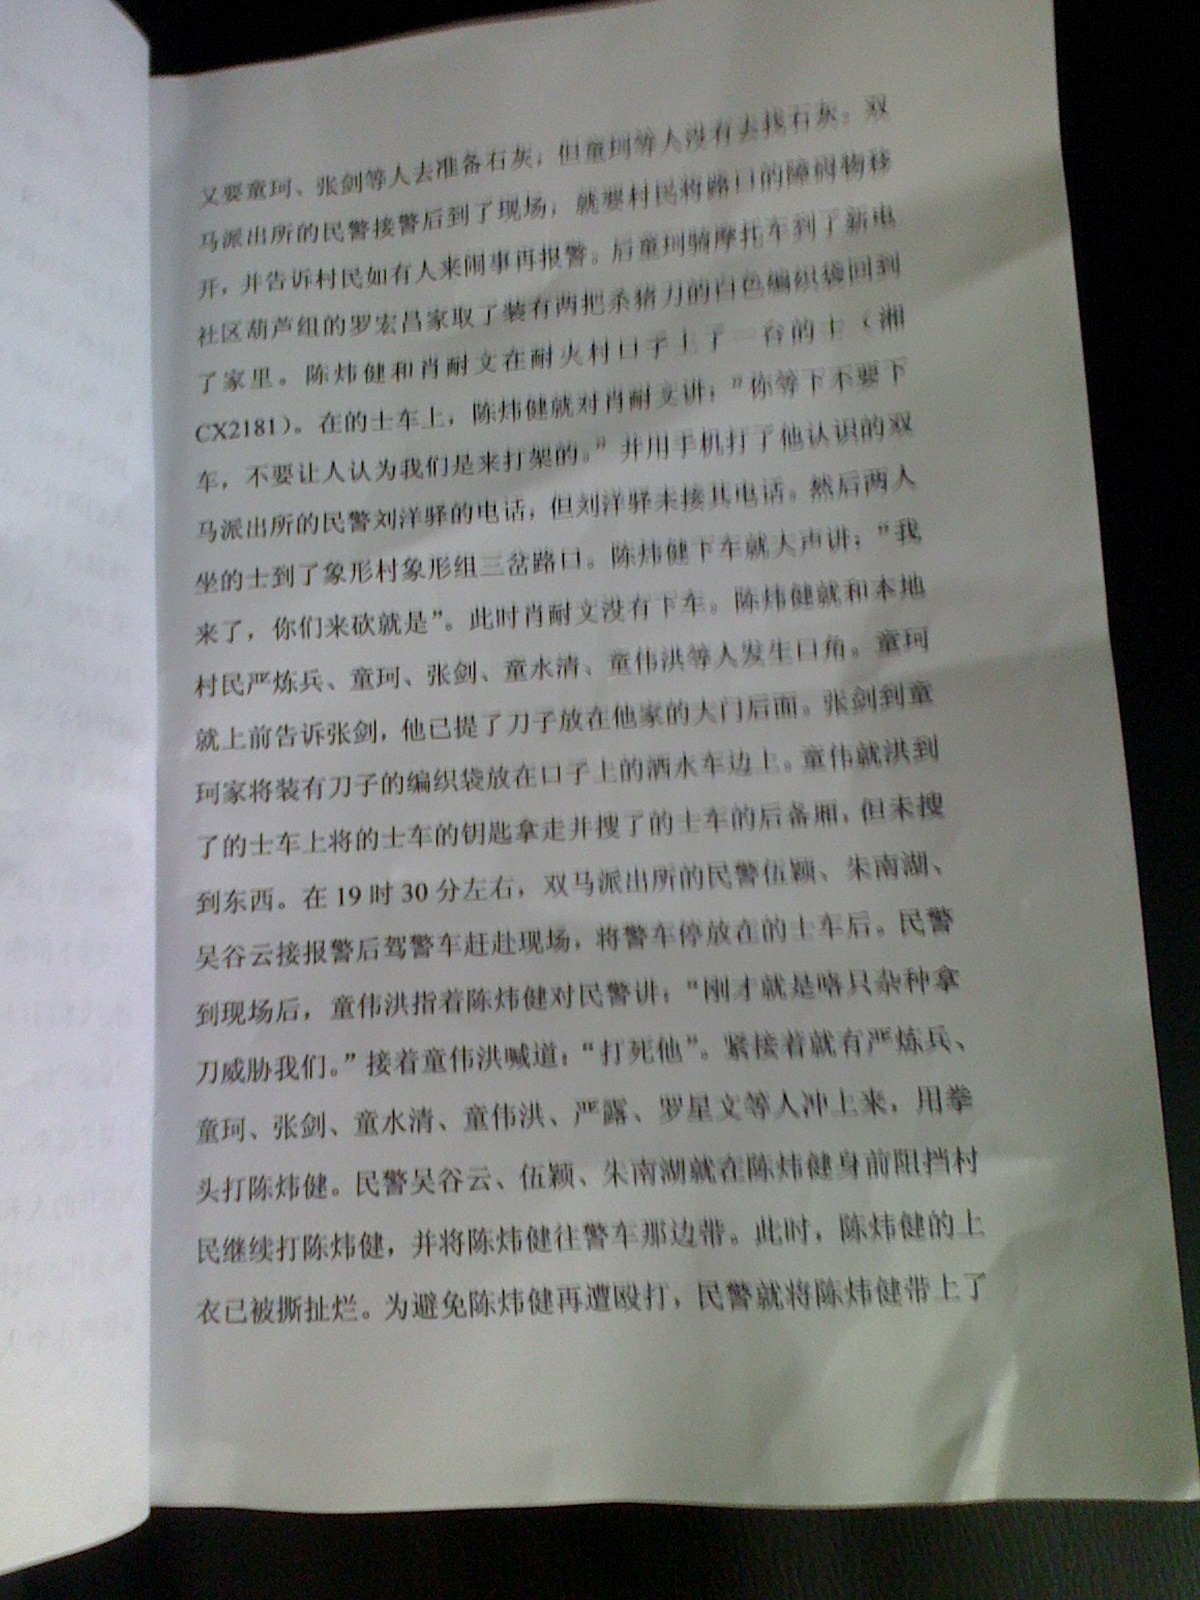 又要童珂、张剑等人去准备石灰，但童珂等人没有去找石灰。双
马派出所的民警接警后到了现场，就要村民将路口的障碍物移
开，并告诉村民如有人来闹事再报警。后童珂骑摩托车到了新电
社区葫芦组的罗宏昌家取了装有两把杀猪刀的白色编织袋回到
了家里。陈炜健和肖耐文在耐火村口子上了一台的士（湘
CX2181）。在的士车上，陈炜健就对肖耐文讲：”你等下不要下
车，不要让人认为我们是来打架的。”并用手机打了他认识的双
马派出所的民警刘洋驿的电话，但刘洋驿未接其电话。然后两人
坐的士到了象形村象形组三岔路口。陈炜健下车就大声讲：“我
来了，你们来砍就是”。此时肖耐文没有下车。陈炜健就和本地
村民严炼兵、童珂、张剑、童水清、童伟洪等人发生口角。童珂
就上前告诉张剑，他已提了刀子放在他家的大门后面。张剑到童
珂家将装有刀子的编织袋放在口子上的洒水车边上。童伟就洪到
了的士车上将的士车的钥匙拿走并搜了的士车的后备厢，但未搜
到东西。在 19 时 30 分左右，双马派出所的民警伍颖、朱南湖、
吴谷云接报警后驾警车赶赴现场，将警车停放在的士车后。民警
到现场后，童伟洪指着陈炜健对民警讲：“刚才就是咯只杂种拿
刀威胁我们。”接着童伟洪喊道：“打死他”。紧接着就有严炼兵、
童珂、张剑、童水清、童伟洪、严露、罗星文等人冲上来，用拳
头打陈炜健。民警吴谷云、伍颖、朱南湖就在陈炜健身前阻挡村
民继续打陈炜健，并将陈炜健往警车那边带。此时，陈炜健的上
衣已被撕扯烂。为避免陈炜健再遭殴打，民警就将陈炜健带上了